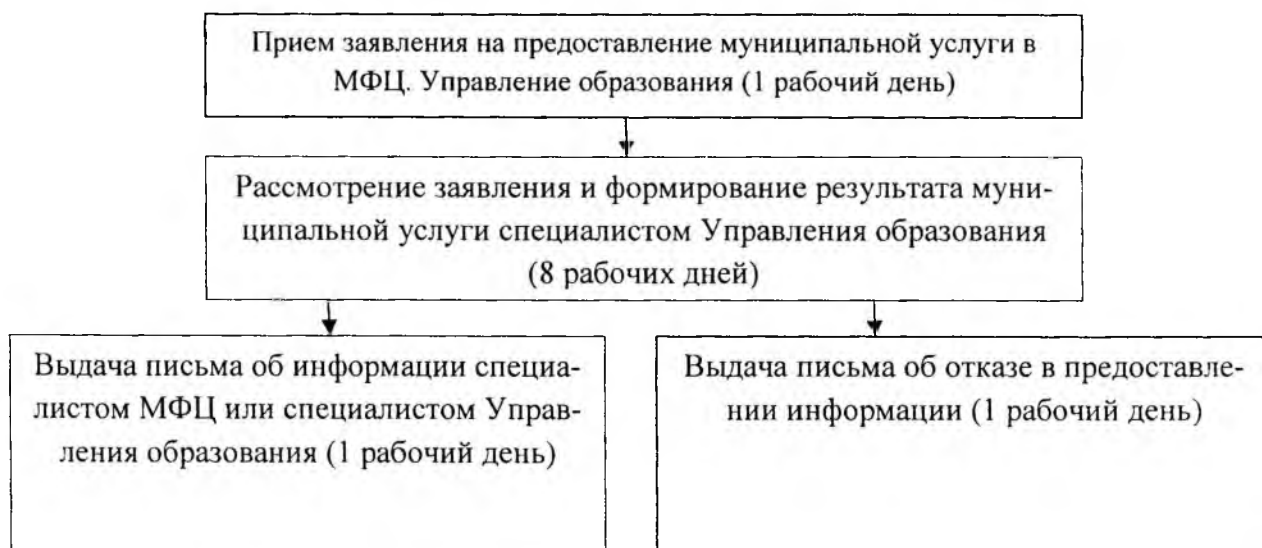 Прием заявления на предоставление муниципальной услуги в
МФЦ. Управление образования (1 рабочий день)
Рассмотрение заявления и формирование результата муни-
ципальной услуги специалистом Управления образования
(8 рабочих дней)
Выдача письма об информации специа-
листом МФЦ или специалистом Управ-
ления образования (1 рабочий день)
Выдача письма об отказе в предоставле-
нии информации (1 рабочий день)